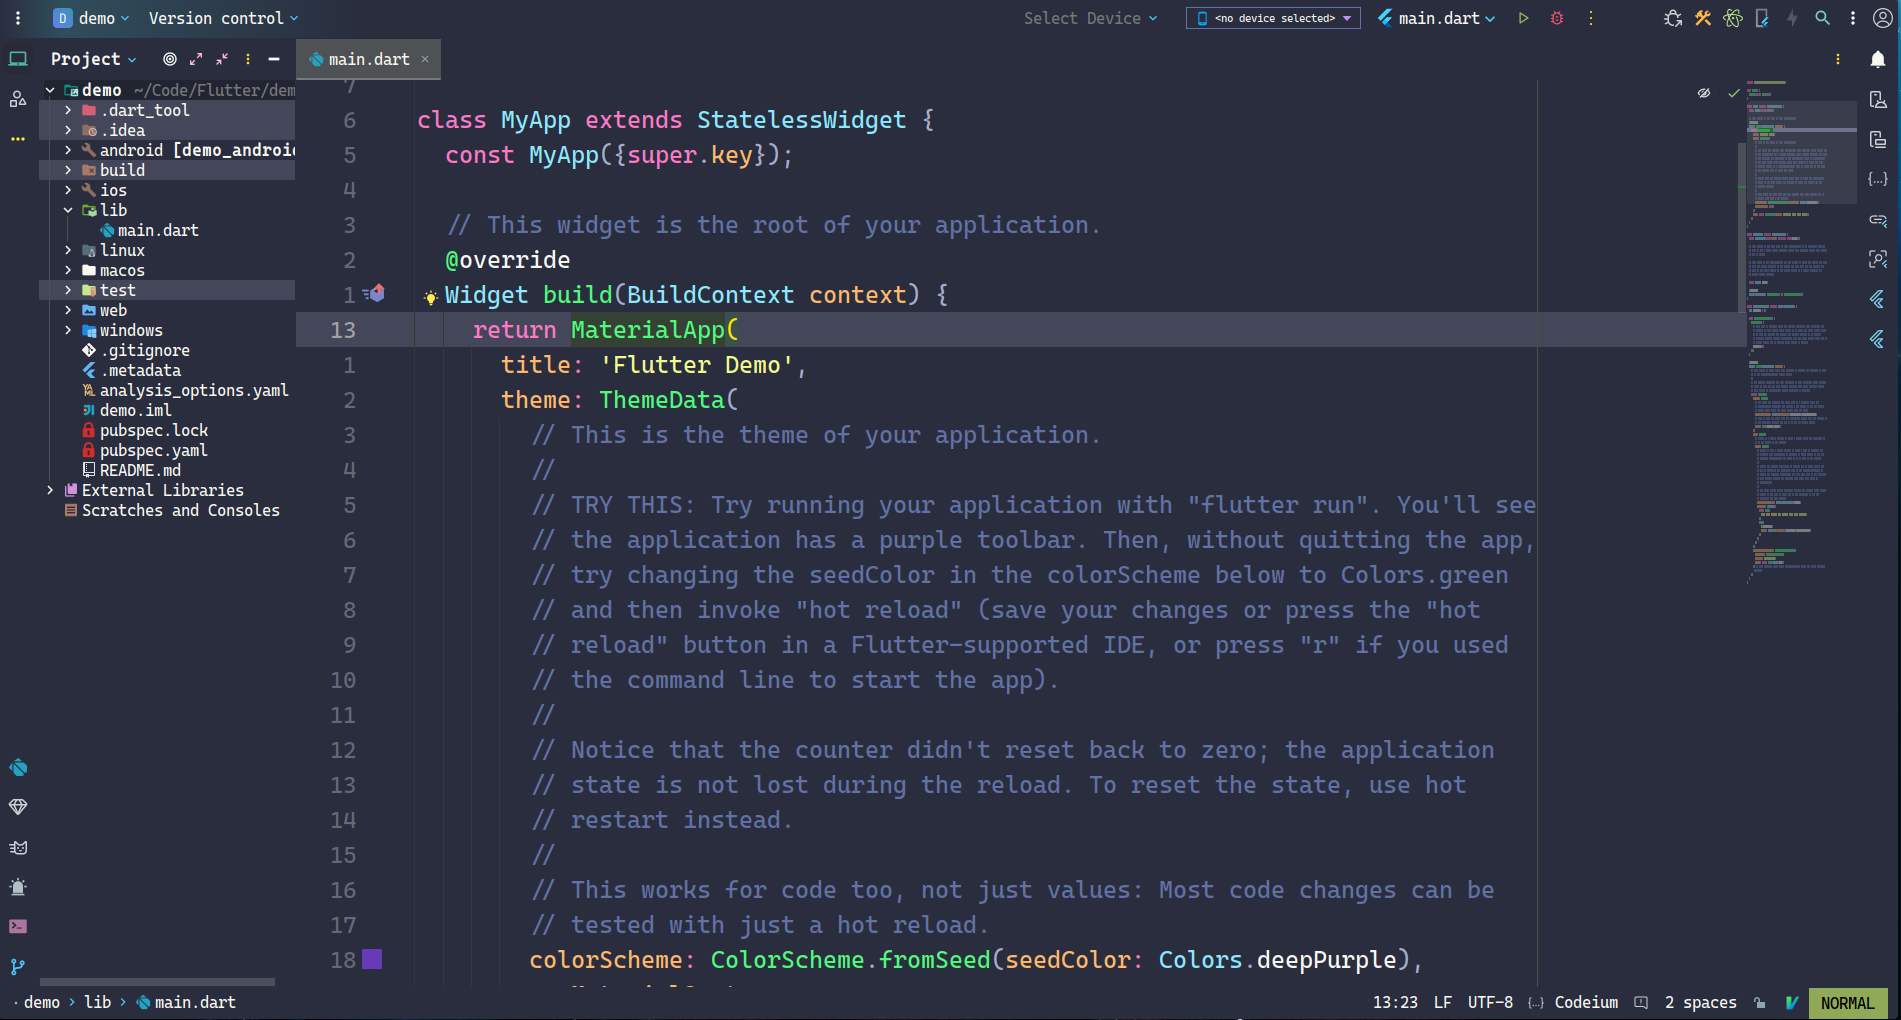 D demo Version control Select Device <no device selected> main.dart
Project main.dart
demo ~/Code/Flutter/dem
.dart_tool
.idea
android [demo_androi
build
ios
lib
main.dart
linux
macos
test
web
windows
.gitignore
.metadata
analysis_options.yaml
demo.iml
pubspec.lock
pubspec.yaml
README.md
External Libraries
Scratches and Consoles
7
6 class MyApp extends StatelessWidget {
5 const MyApp({super.key});
4
3 // This widget is the root of your application.
2 @override
1 Widget build(BuildContext context) {
13 return MaterialApp(
1 title: 'Flutter Demo',
2 theme: ThemeData(
3 // This is the theme of your application.
4 //
5 // TRY THIS: Try running your application with "flutter run". You'll see
6 // the application has a purple toolbar. Then, without quitting the app,
7 // try changing the seedColor in the colorScheme below to Colors.green
8 // and then invoke "hot reload" (save your changes or press the "hot
9 // reload" button in a Flutter-supported IDE, or press "r" if you used
10 // the command line to start the app).
11 //
12 // Notice that the counter didn't reset back to zero; the application
13 // state is not lost during the reload. To reset the state, use hot
14 // restart instead.
15 //
16 // This works for code too, not just values: Most code changes can be
17 // tested with just a hot reload.
18 colorScheme: ColorScheme.fromSeed(seedColor: Colors.deepPurple),
demo > lib > main.dart 13:23 LF UTF-8 {...} Codeium 2 spaces NORMAL